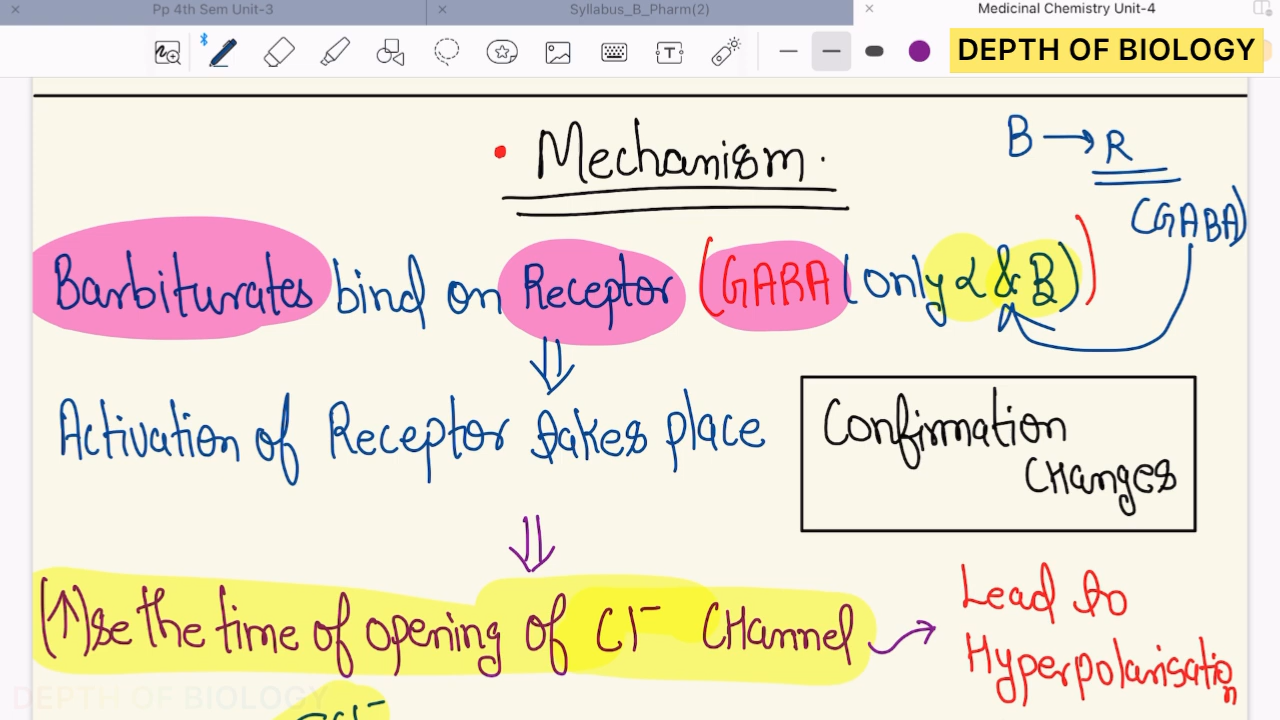 Pp 4th Sem Unit-3
Syllabus_B_Pharm(2)
Medicinal Chemistry Unit-4
DEPTH OF BIOLOGY
• Mechanism.
B → R
(GABA)
Barbiturates bind on Receptor (GABA (only α & B))
⇓
Activation of Receptor takes place
Confirmation
CHanges
⇓
(↑)se the time of opening of Cl⁻ CHannel →
Lead to
Hyperpolarisation
DEPTH OF BIOLOGY